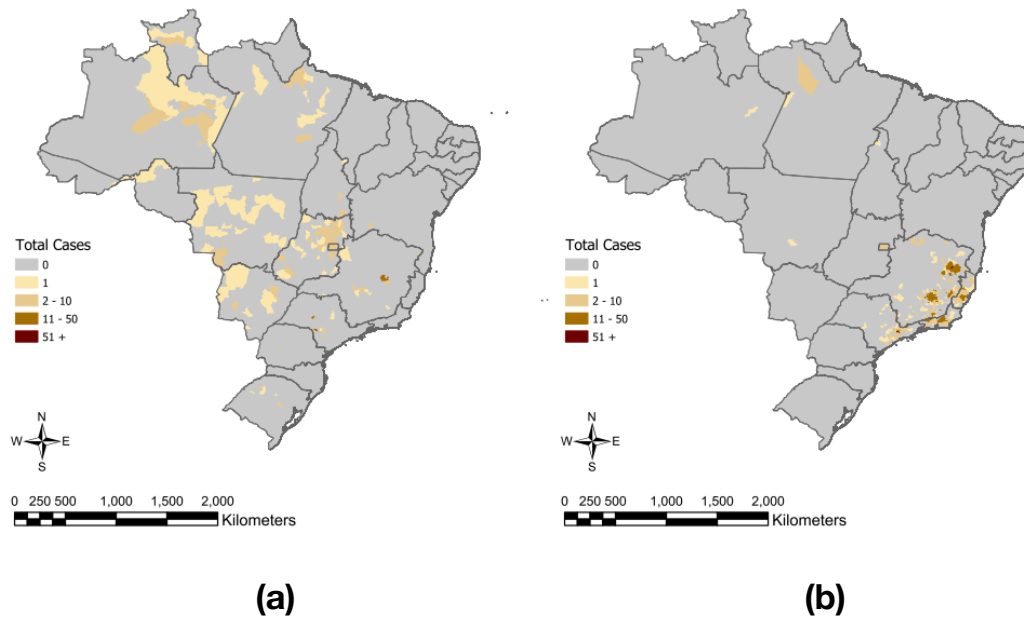 Total Cases
0
1
2 - 10
11 - 50
51 +
N
W E
S
0 250 500 1,000 1,500 2,000
Kilometers
(a)
Total Cases
0
1
2 - 10
11 - 50
51 +
N
W E
S
0 250 500 1,000 1,500 2,000
Kilometers
(b)